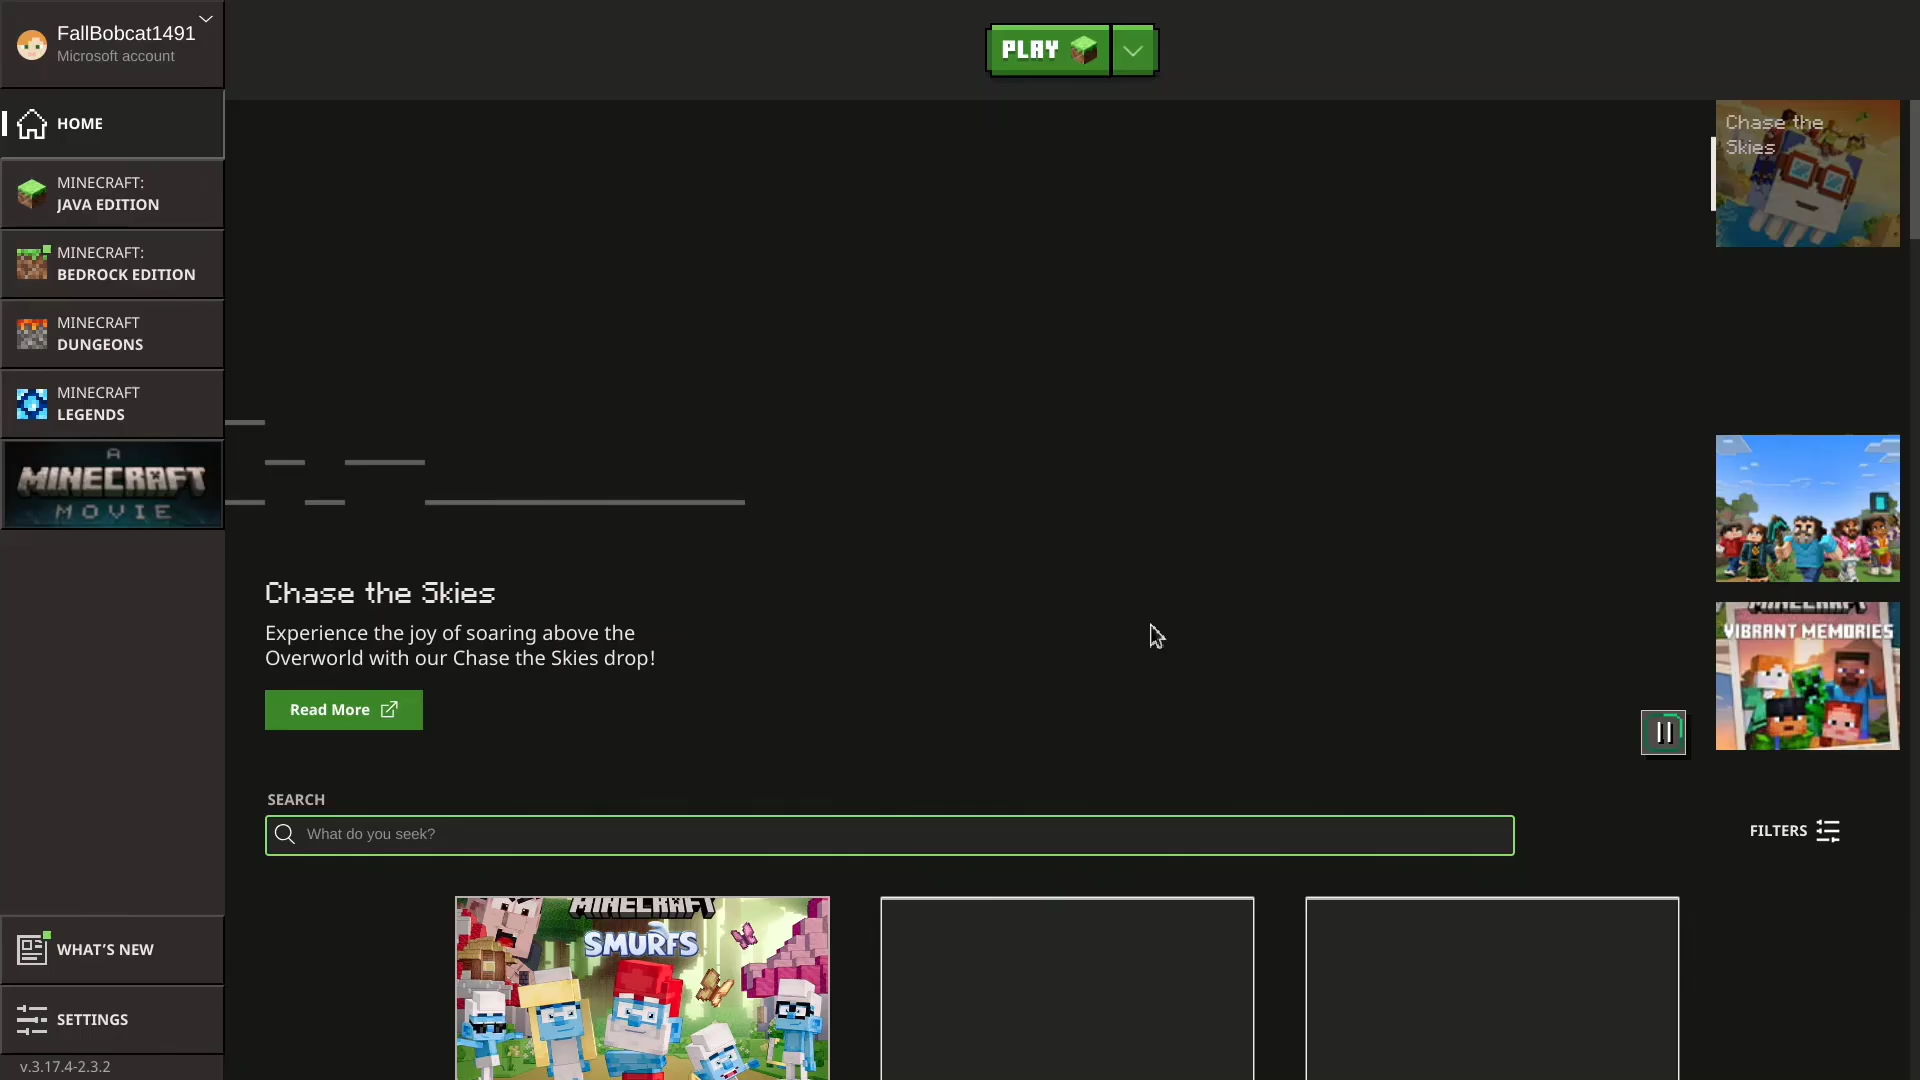 FallBobcat1491
Microsoft account
HOME
MINECRAFT:
JAVA EDITION
MINECRAFT:
BEDROCK EDITION
MINECRAFT
DUNGEONS
MINECRAFT
LEGENDS
A
MINECRAFT
MOVIE
WHAT'S NEW
SETTINGS
v.3.17.4-2.3.2
PLAY
Chase the Skies
Experience the joy of soaring above the
Overworld with our Chase the Skies drop!
Read More
Chase the
Skies
MINECRAFT
VIBRANT MEMORIES
SEARCH
What do you seek?
FILTERS
MINECRAFT
SMURFS